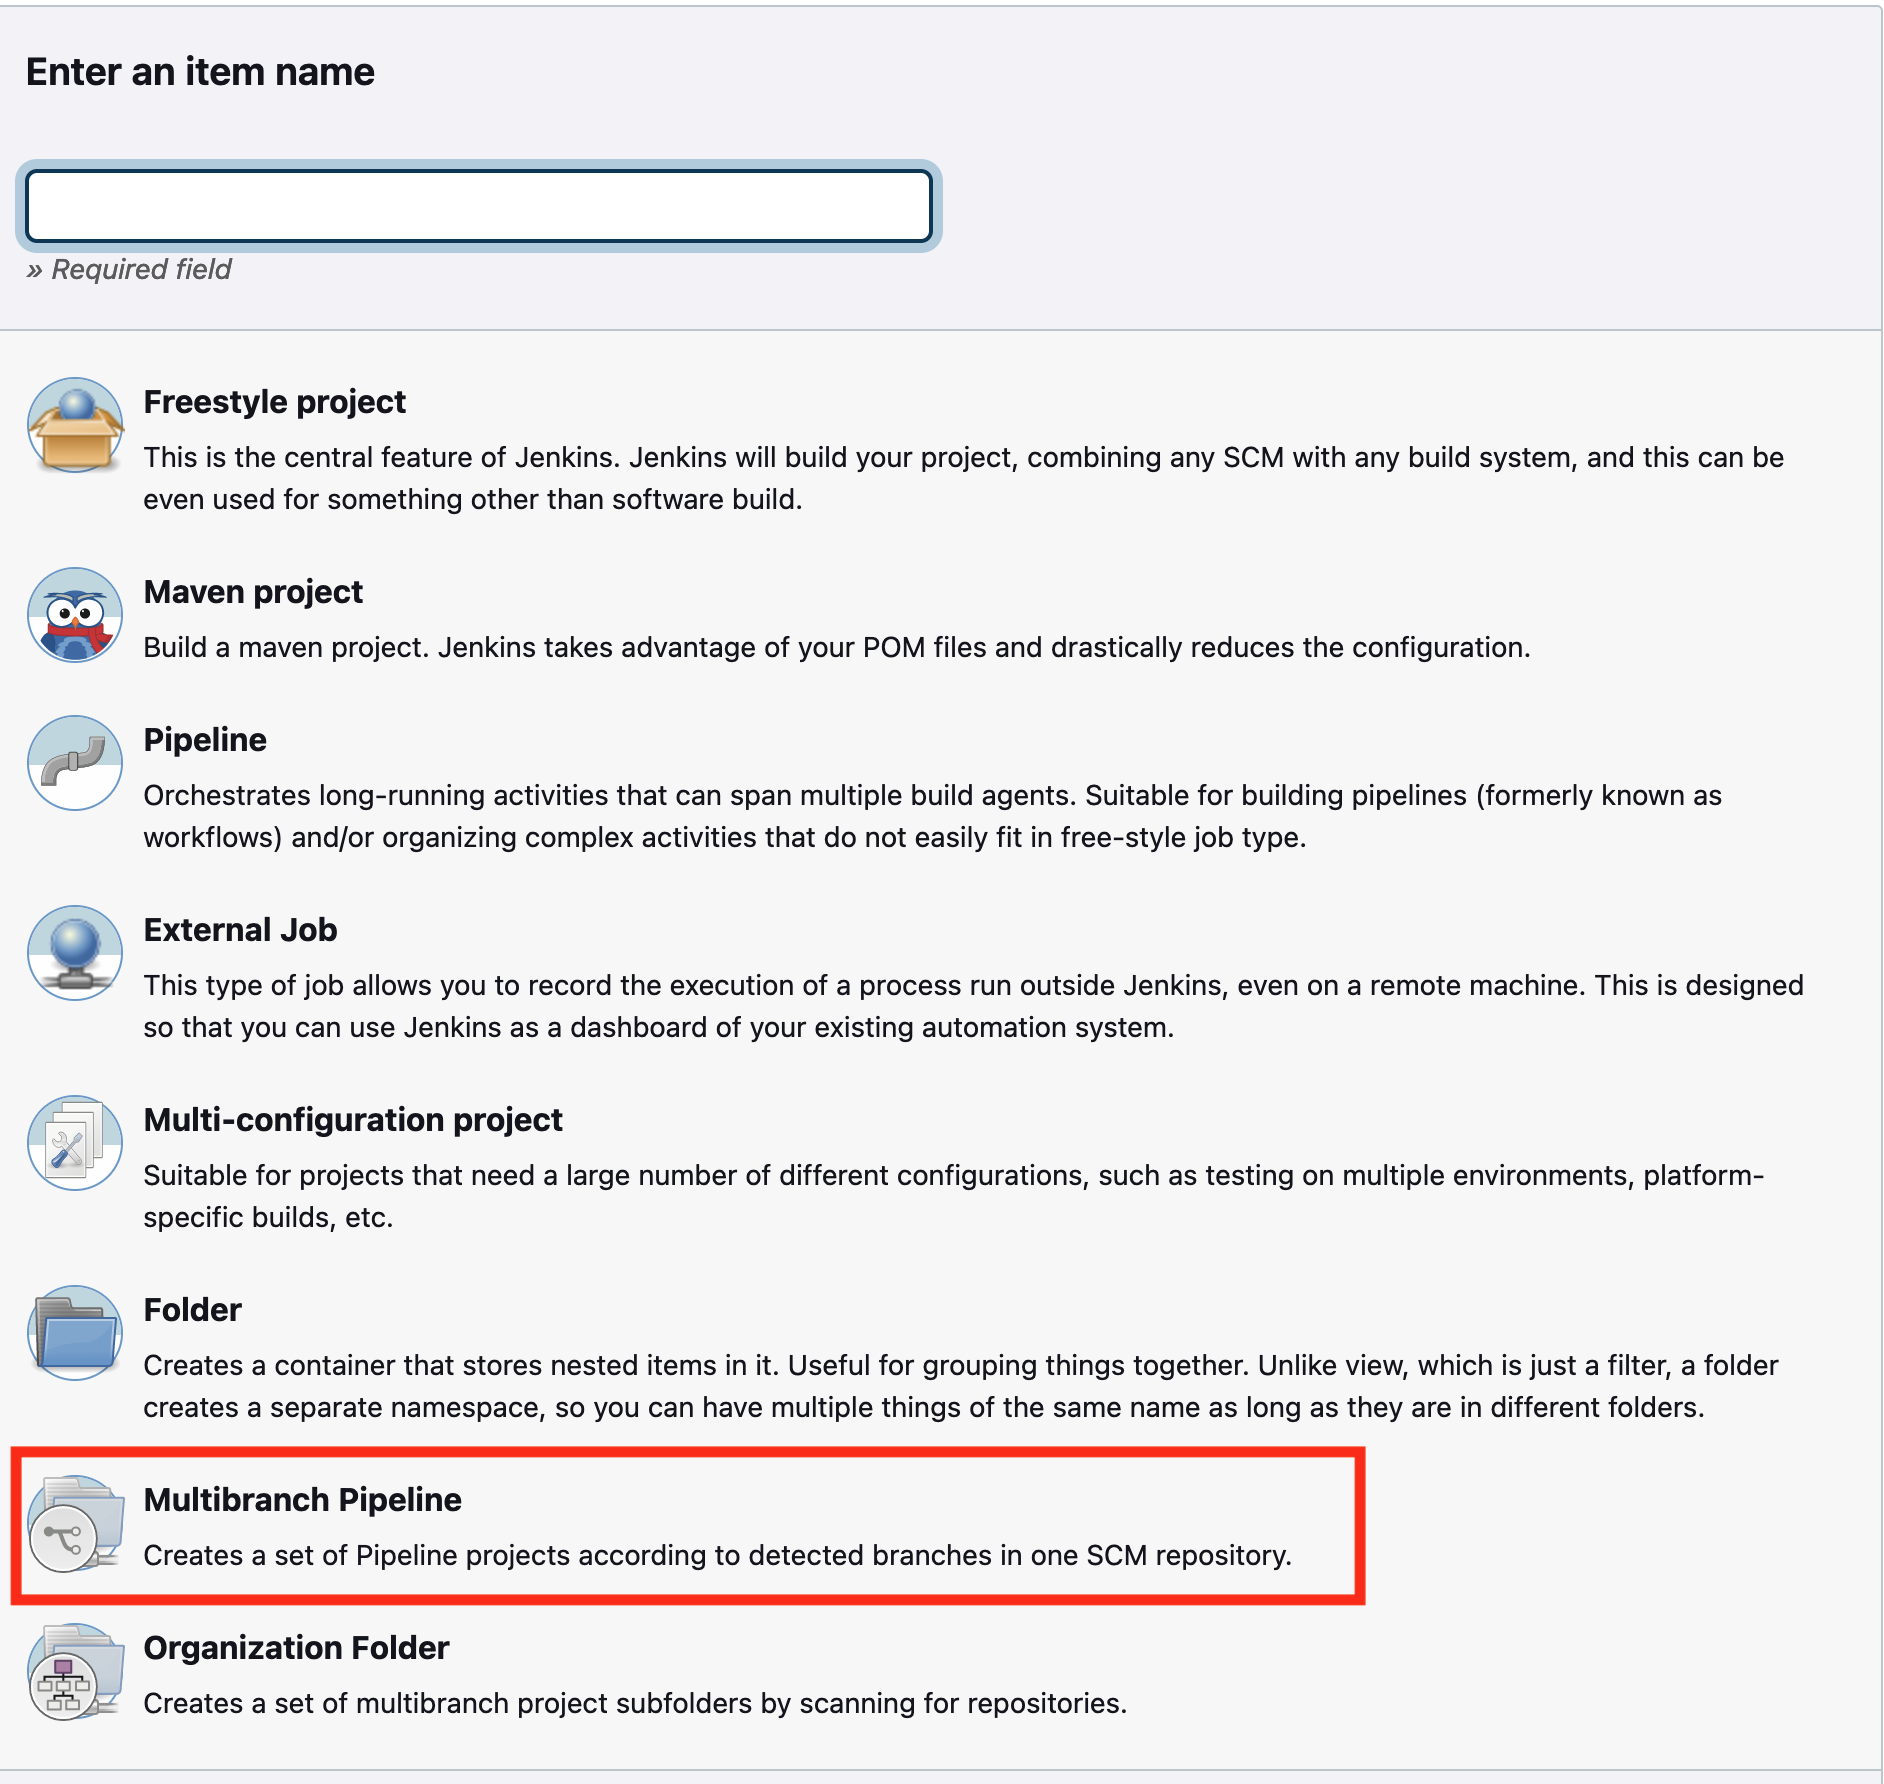 Enter an item name
» Required field
Freestyle project
This is the central feature of Jenkins. Jenkins will build your project, combining any SCM with any build system, and this can be
even used for something other than software build.
Maven project
Build a maven project. Jenkins takes advantage of your POM files and drastically reduces the configuration.
Pipeline
Orchestrates long-running activities that can span multiple build agents. Suitable for building pipelines (formerly known as
workflows) and/or organizing complex activities that do not easily fit in free-style job type.
External Job
This type of job allows you to record the execution of a process run outside Jenkins, even on a remote machine. This is designed
so that you can use Jenkins as a dashboard of your existing automation system.
Multi-configuration project
Suitable for projects that need a large number of different configurations, such as testing on multiple environments, platform-
specific builds, etc.
Folder
Creates a container that stores nested items in it. Useful for grouping things together. Unlike view, which is just a filter, a folder
creates a separate namespace, so you can have multiple things of the same name as long as they are in different folders.
Multibranch Pipeline
Creates a set of Pipeline projects according to detected branches in one SCM repository.
Organization Folder
Creates a set of multibranch project subfolders by scanning for repositories.